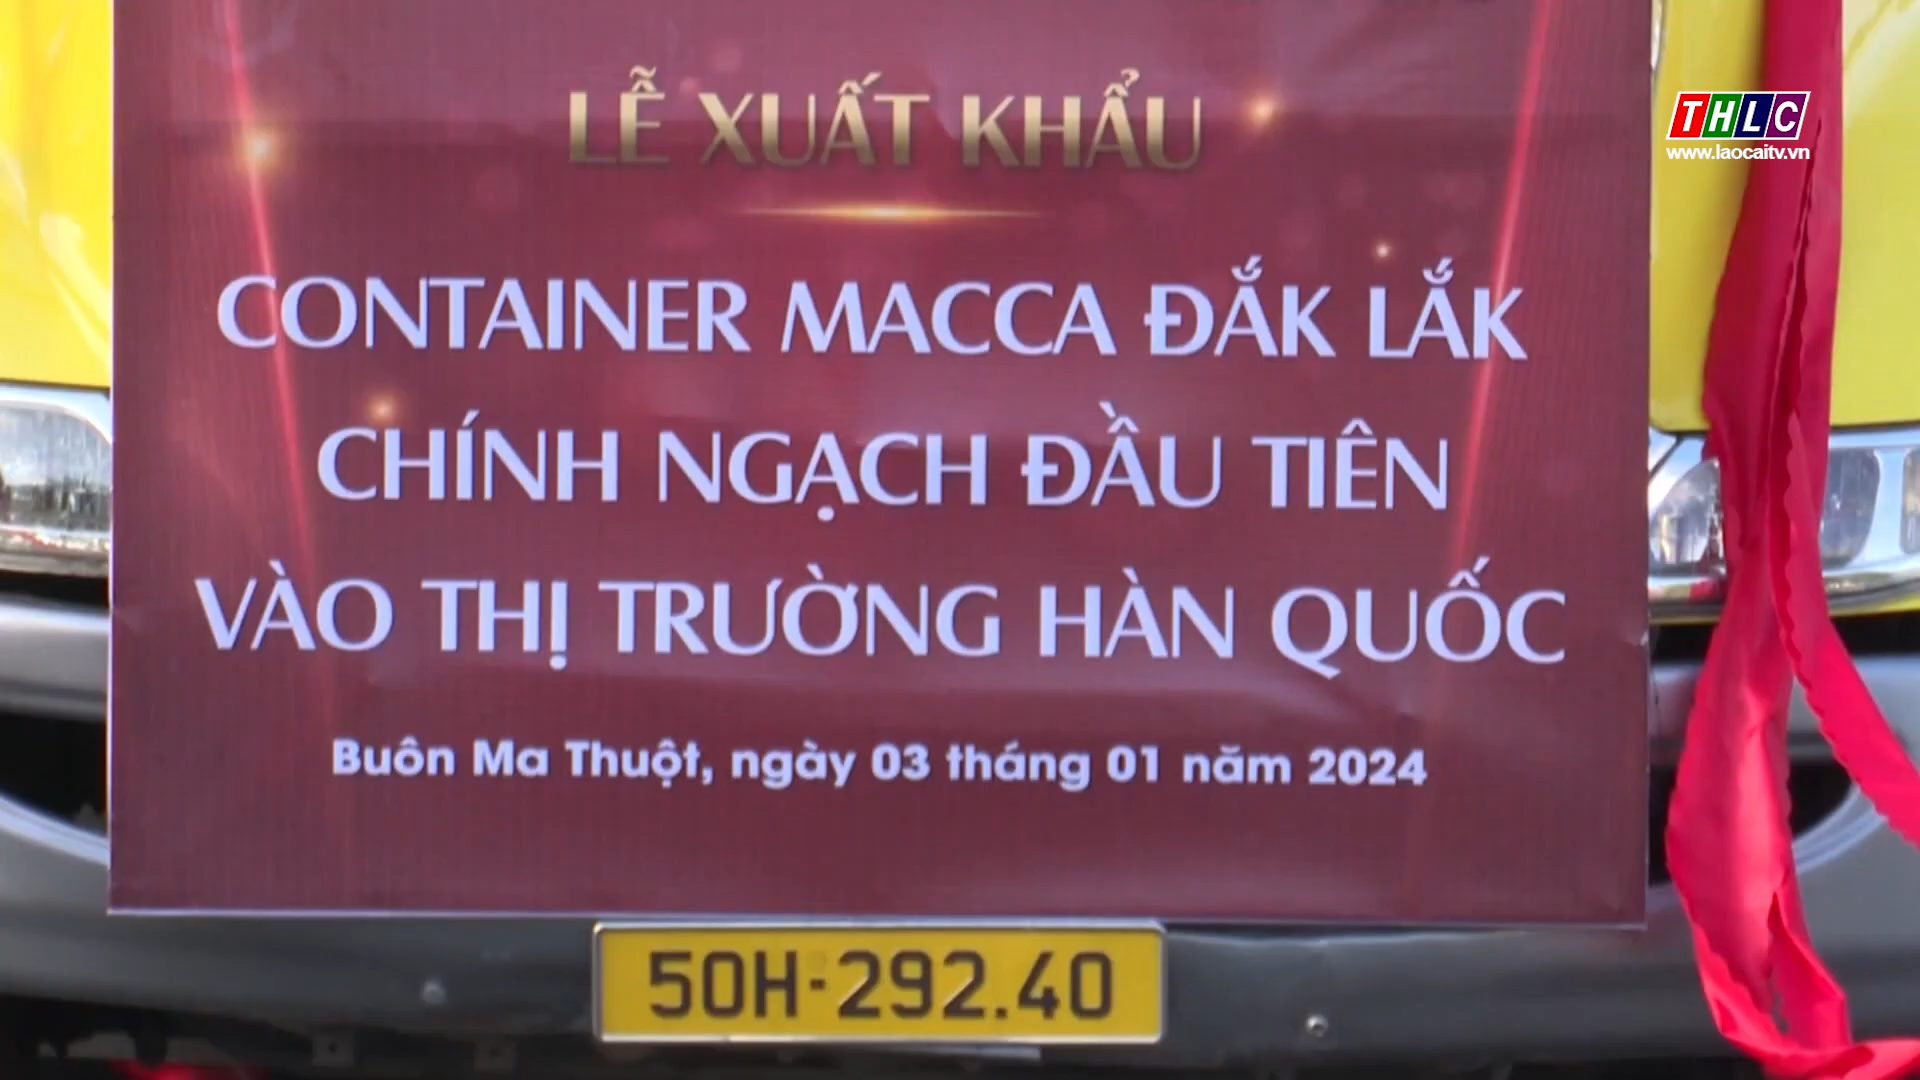 THLC
www.laocaitv.vn
LỄ XUẤT KHẨU
CONTAINER MACCA ĐẮK LẮK
CHÍNH NGẠCH ĐẦU TIÊN
VÀO THỊ TRƯỜNG HÀN QUỐC
Buôn Ma Thuột, ngày 03 tháng 01 năm 2024
50H-292.40